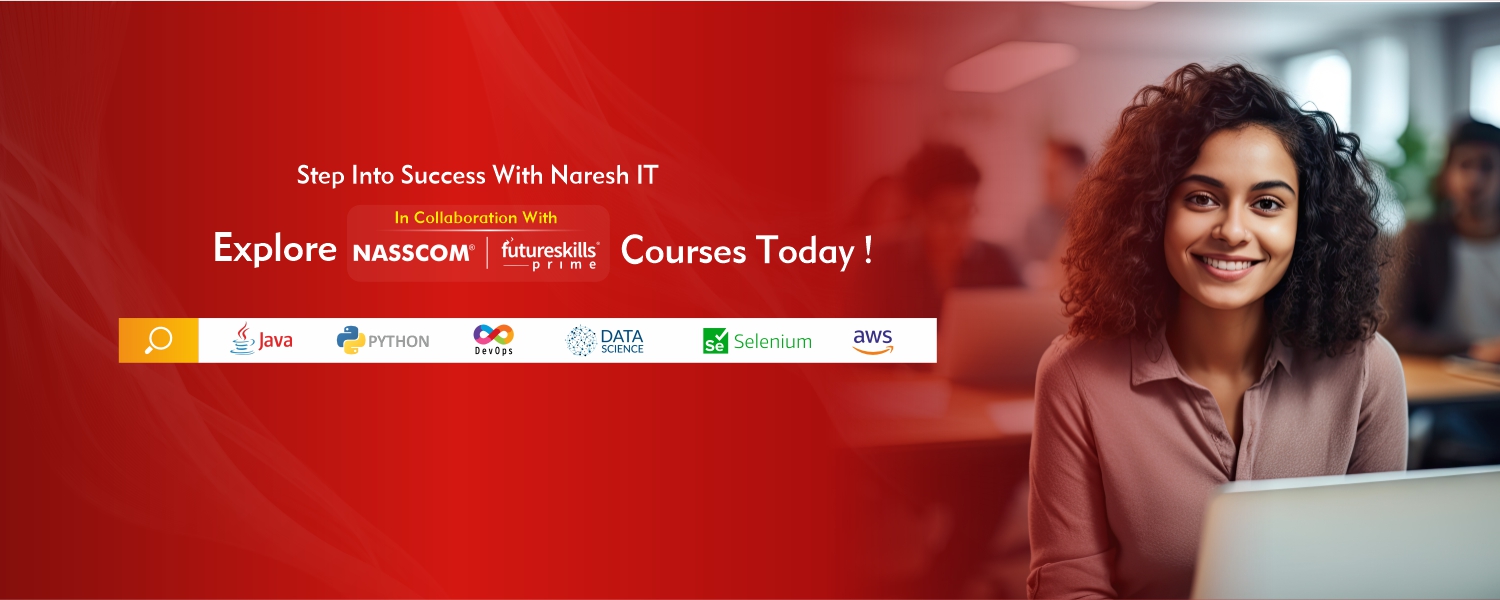 Step Into Success With Naresh IT
In Collaboration With
Explore NASSCOM® | futureskills® Courses Today !
prime
Java PYTHON DevOps DATA SCIENCE Se Selenium aws